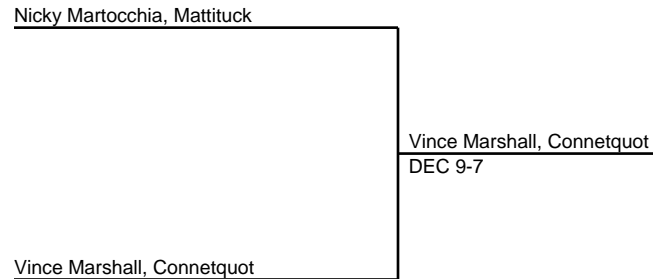 Nicky Martocchia, Mattituck
Vince Marshall, Connetquot
DEC 9-7
Vince Marshall, Connetquot